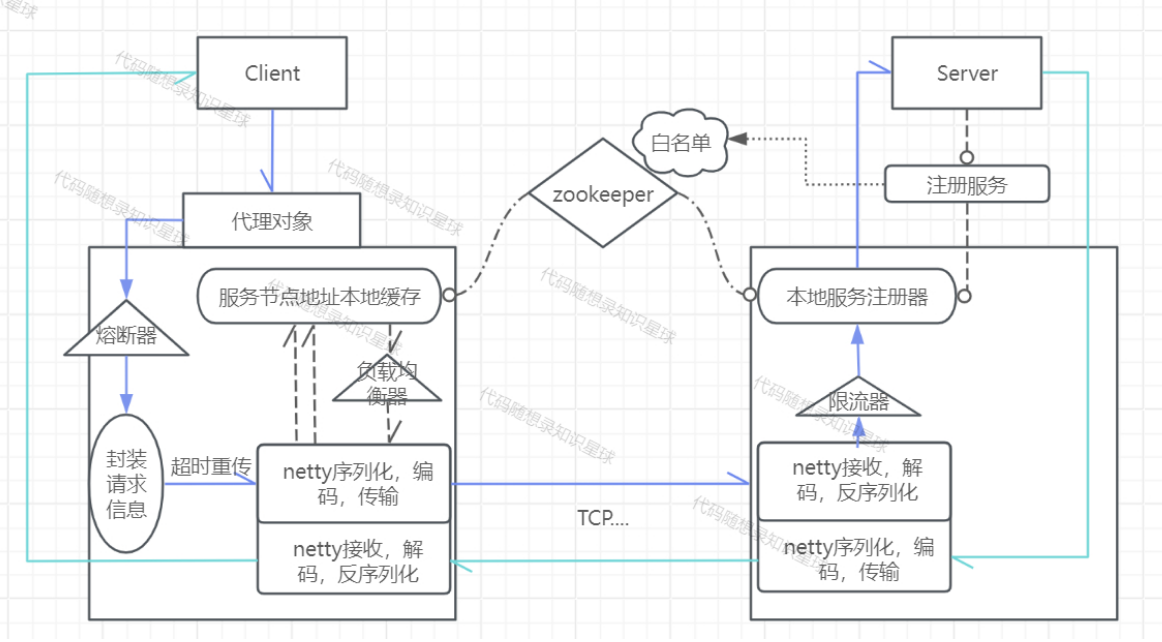 Client
Server
白名单
zookeeper
注册服务
代理对象
服务节点地址本地缓存
本地服务注册器
熔断器
负载均
衡器
限流器
封装
请求
信息
超时重传
netty序列化，编
码，传输
netty接收，解
码，反序列化
TCP....
netty接收，解
码，反序列化
netty序列化，编
码，传输
代码随想录知识星球
代码随想录知识星球
代码随想录知识星球
代码随想录知识星球
代码随想录知识星球
代码随想录知识星球
代码随想录知识星球
代码随想录知识星球